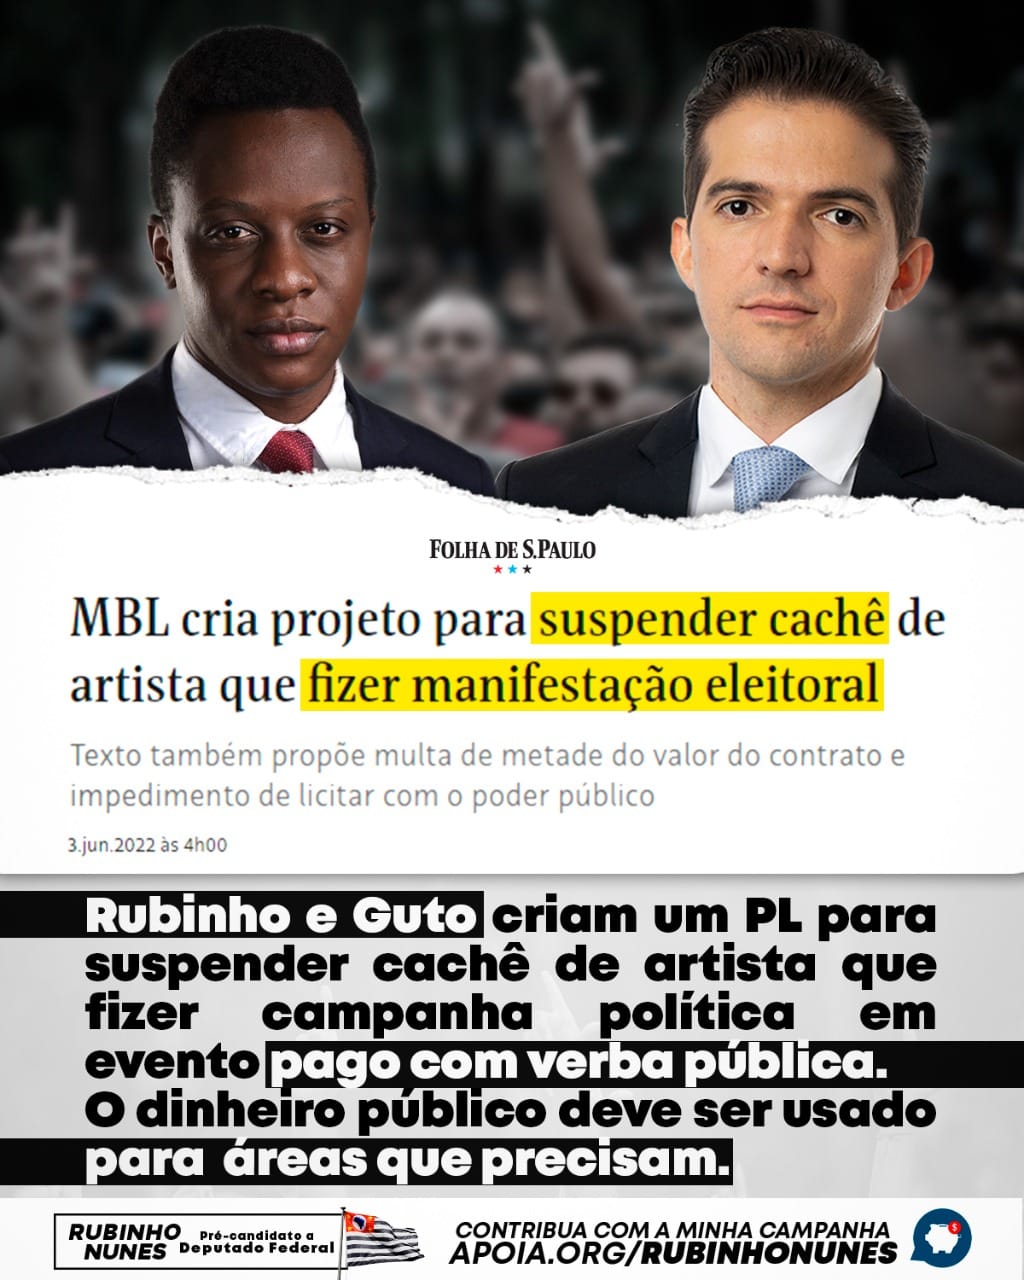 FOLHA DE S.PAULO
MBL cria projeto para suspender cachê de
artista que fizer manifestação eleitoral
Texto também propõe multa de metade do valor do contrato e
impedimento de licitar com o poder público
3.jun.2022 às 4h00
Rubinho e Guto criam um PL para
suspender cachê de artista que
fizer campanha política em
evento pago com verba pública.
O dinheiro público deve ser usado
para áreas que precisam.
RUBINHO
NUNES
Pré-candidato a
Deputado Federal
CONTRIBUA COM A MINHA CAMPANHA
APOIA.ORG/RUBINHONUNES
$